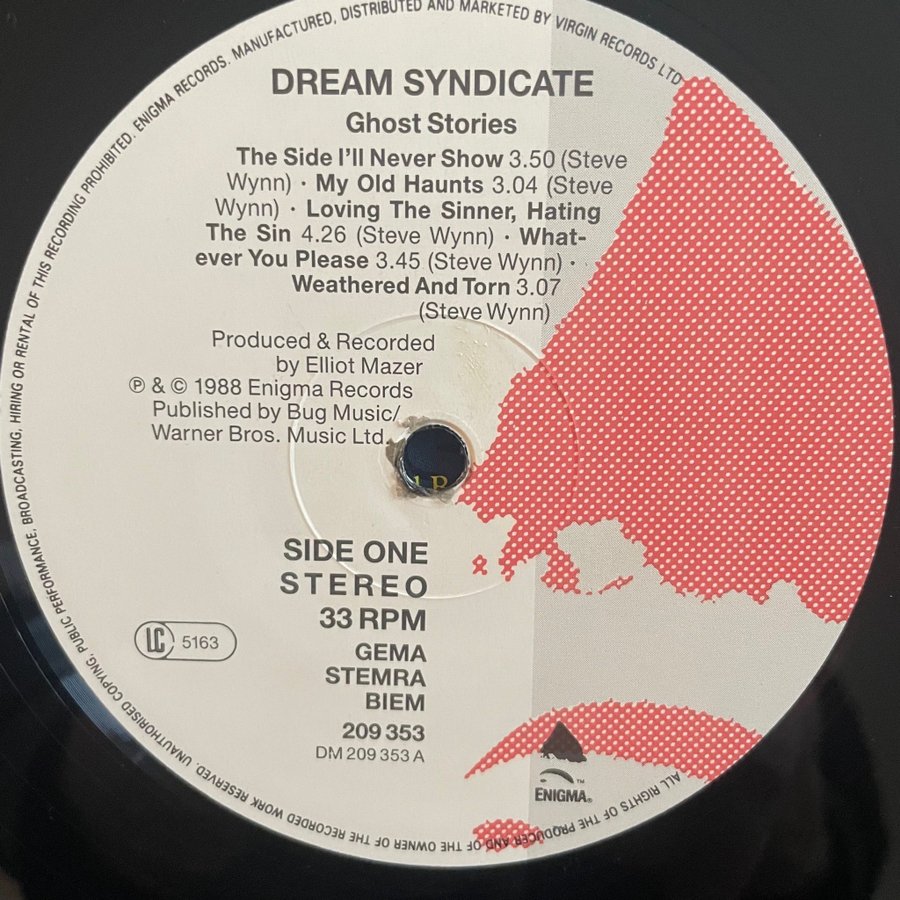 DREAM SYNDICATE
Ghost Stories
The Side I'll Never Show 3.50 (Steve
Wynn) · My Old Haunts 3.04 (Steve
Wynn) · Loving The Sinner, Hating
The Sin 4.26 (Steve Wynn) · What-
ever You Please 3.45 (Steve Wynn) ·
Weathered And Torn 3.07
(Steve Wynn)
Produced & Recorded
by Elliot Mazer
℗ & © 1988 Enigma Records
Published by Bug Music/
Warner Bros. Music Ltd.
SIDE ONE
STEREO
33 RPM
GEMA
STEMRA
BIEM
209 353
DM 209 353 A
LC 5163
™
ENIGMA®
ALL RIGHTS OF THE PRODUCER AND OF THE OWNER OF THE RECORDED WORK RESERVED. UNAUTHORISED COPYING, PUBLIC PERFORMANCE, BROADCASTING, HIRING OR RENTAL OF THIS RECORDING PROHIBITED. ENIGMA RECORDS. MANUFACTURED, DISTRIBUTED AND MARKETED BY VIRGIN RECORDS LTD